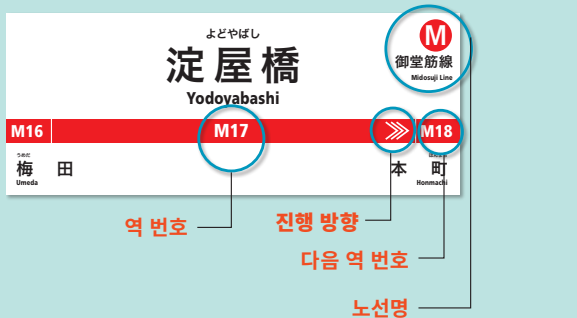 よどやばし
淀屋橋
Yodoyabashi
M
御堂筋線
Midosuji Line
M16
M17
M18
うめだ
梅田
Umeda
本町
Honmachi
역 번호
진행 방향
다음 역 번호
노선명